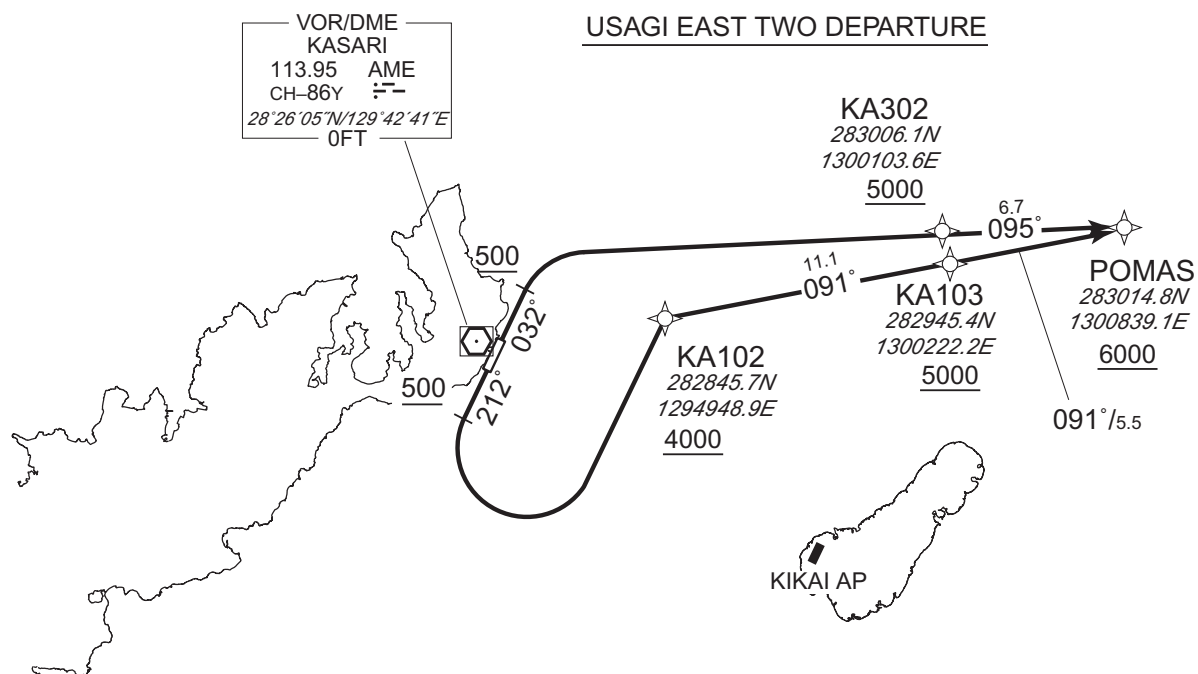 USAGI EAST TWO DEPARTURE
VOR/DME
KASARI
113.95 AME
CH–86Y
28°26´05˝N/129°42´41˝E
0FT
KA302
283006.1N
1300103.6E
5000
6.7
095°
500
11.1
091°
POMAS
283014.8N
1300839.1E
6000
KA103
282945.4N
1300222.2E
5000
032°
KA102
282845.7N
1294948.9E
4000
500
212°
091°/5.5
KIKAI AP